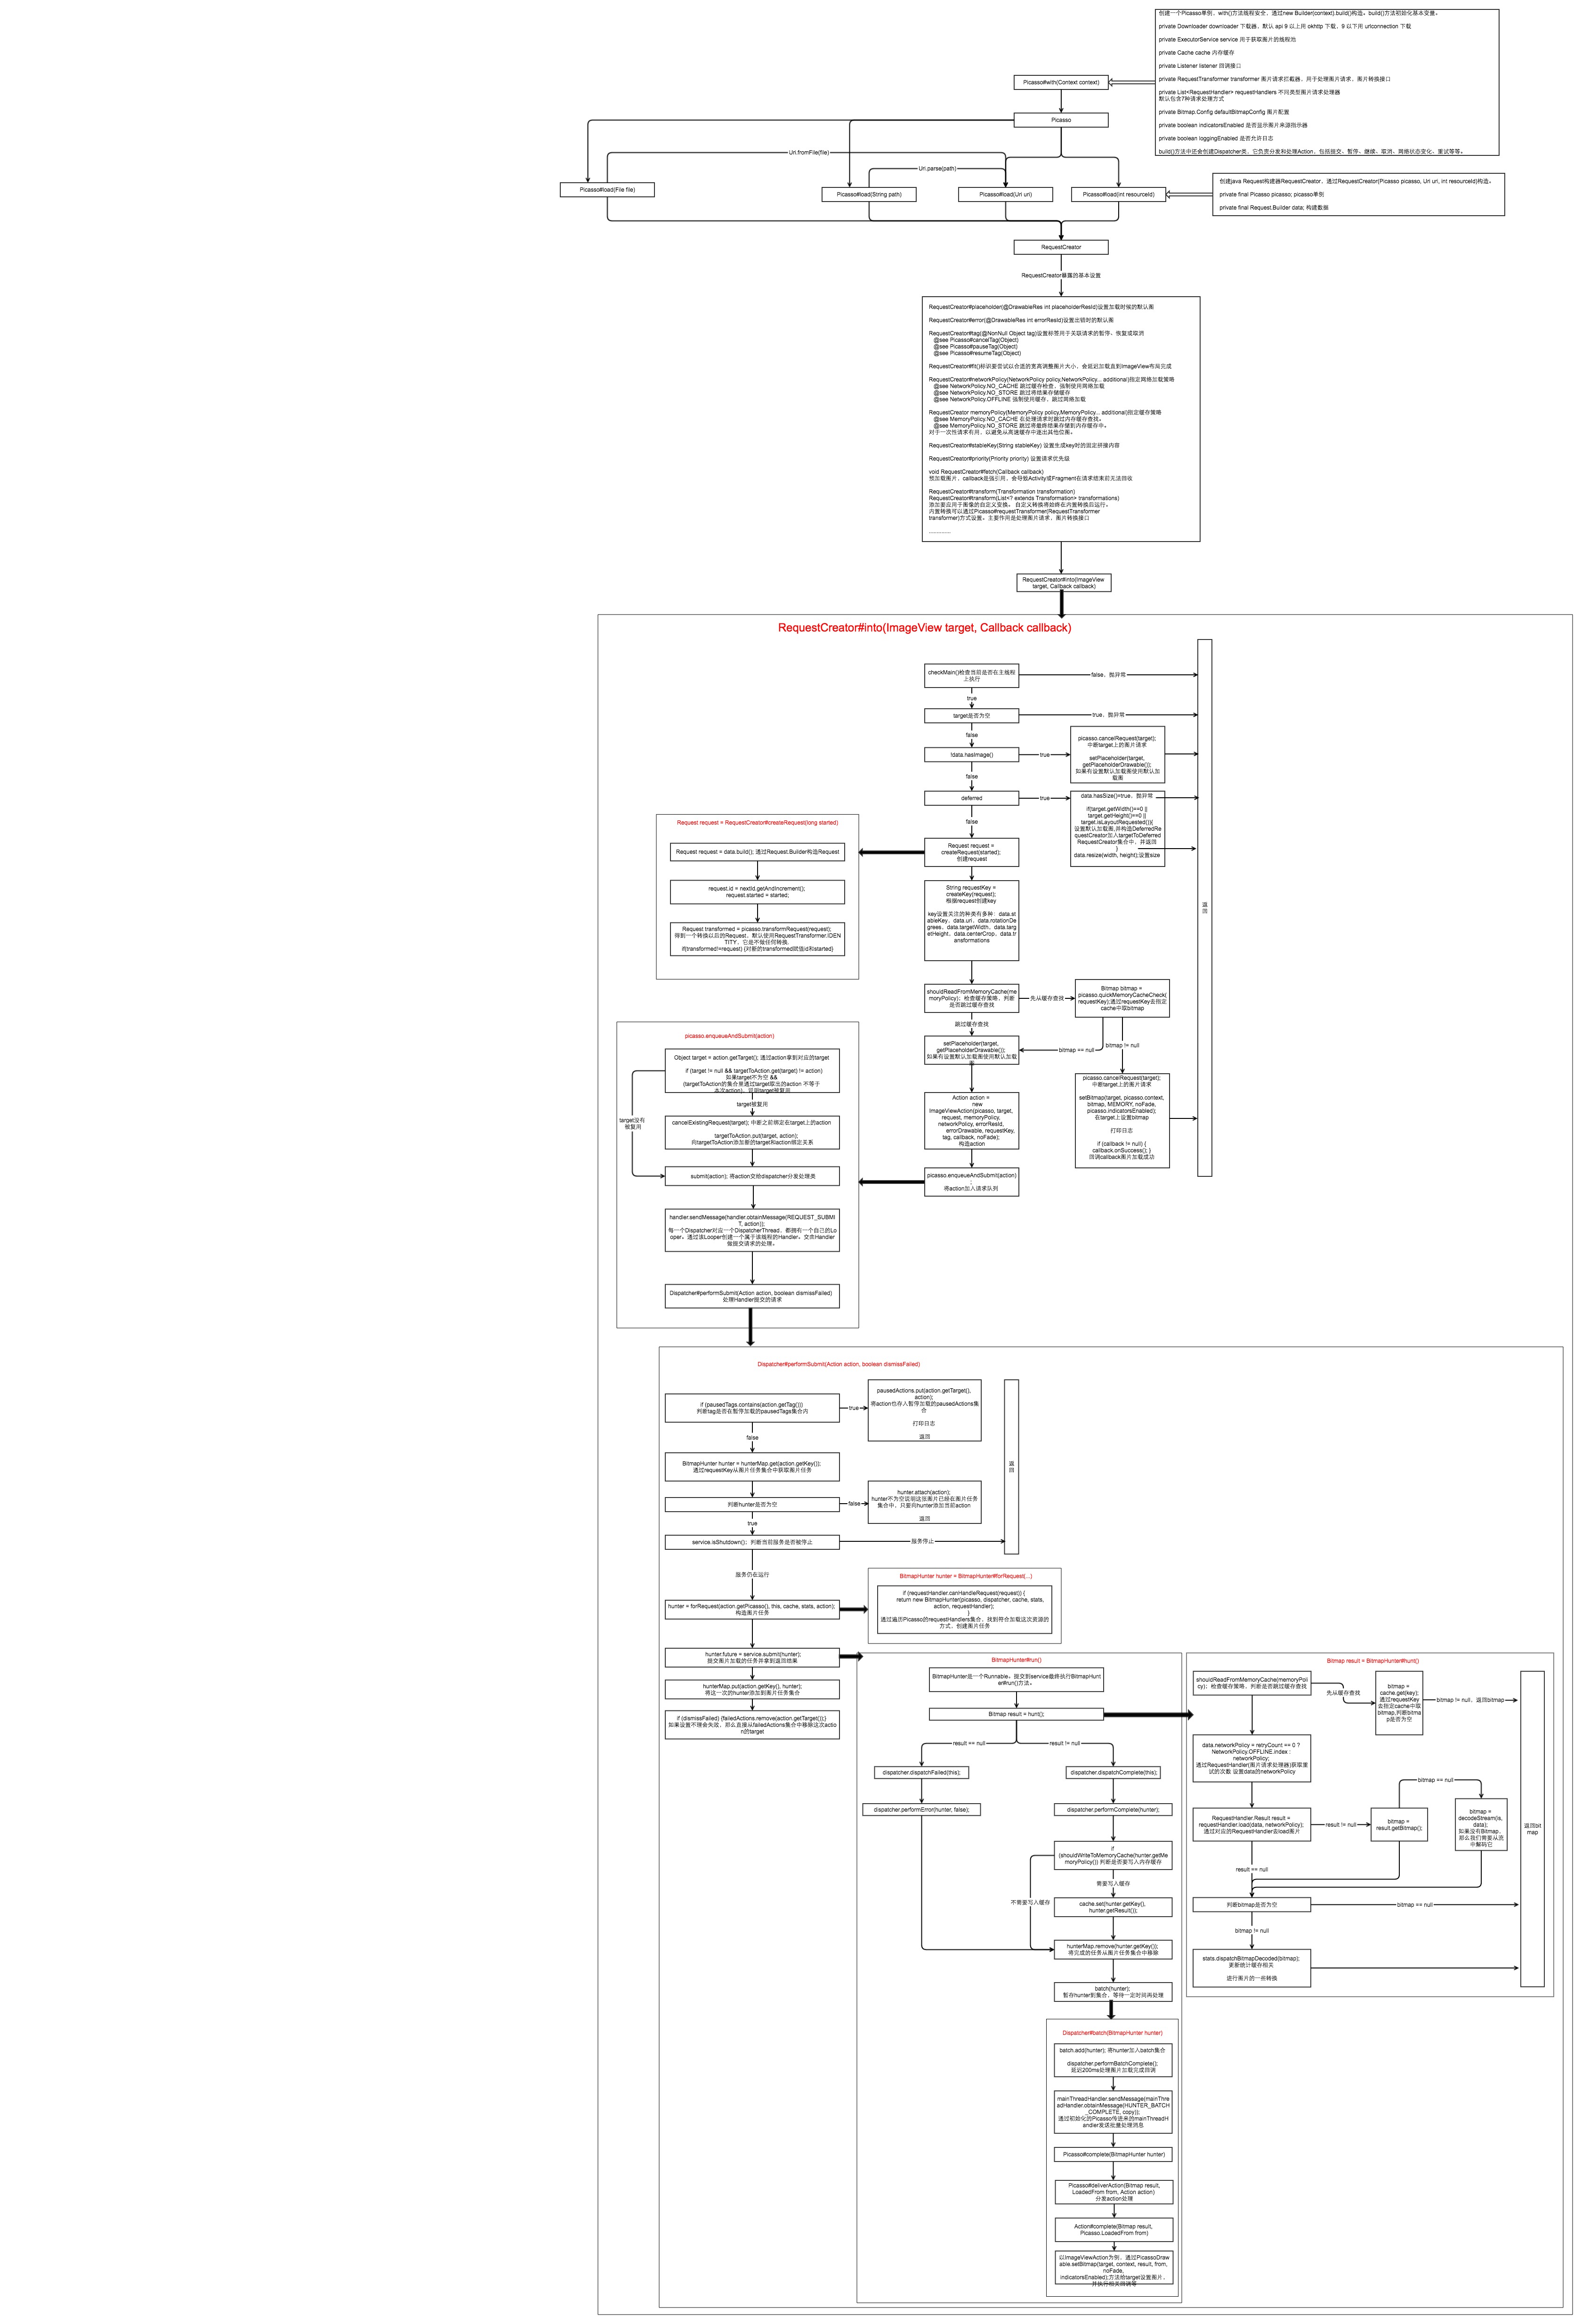 创建一个Picasso单例，with()方法线程安全，通过new Builder(context).build()构造。build()方法初始化基本变量。
private Downloader downloader 下载器，默认 api 9 以上用 okhttp 下载，9 以下用 urlconnection 下载
private ExecutorService service 用于获取图片的线程池
private Cache cache 内存缓存
private Listener listener 回调接口
private RequestTransformer transformer 图片请求拦截器，用于处理图片请求，图片转换接口
private List<RequestHandler> requestHandlers 不同类型图片请求处理器
默认包含7种请求处理方式
private Bitmap.Config defaultBitmapConfig 图片配置
private boolean indicatorsEnabled 是否显示图片来源指示器
private boolean loggingEnabled 是否允许日志
build()方法中还会创建Dispatcher类，它负责分发和处理Action，包括提交、暂停、继续、取消、网络状态变化、重试等等。
Picasso#with(Context context)
Picasso
Uri.fromFile(file)
Uri.parse(path)
Picasso#load(File file)
Picasso#load(String path)
Picasso#load(Uri uri)
Picasso#load(int resourceId)
创建java Request构建器RequestCreator，通过RequestCreator(Picasso picasso, Uri uri, int resourceId)构造。
private final Picasso picasso; picasso单例
private final Request.Builder data; 构建数据
RequestCreator
RequestCreator暴露的基本设置
RequestCreator#placeholder(@DrawableRes int placeholderResId)设置加载时候的默认图
RequestCreator#error(@DrawableRes int errorResId)设置出错时的默认图
RequestCreator#tag(@NonNull Object tag)设置标签用于关联请求的暂停、恢复或取消
@see Picasso#cancelTag(Object)
@see Picasso#pauseTag(Object)
@see Picasso#resumeTag(Object)
RequestCreator#fit()标识要尝试以合适的宽高调整图片大小，会延迟加载直到ImageView布局完成
RequestCreator#networkPolicy(NetworkPolicy policy,NetworkPolicy... additional)指定网络加载策略
@see NetworkPolicy.NO_CACHE 跳过缓存检查，强制使用网络加载
@see NetworkPolicy.NO_STORE 跳过将结果存储缓存
@see NetworkPolicy.OFFLINE 强制使用缓存，跳过网络加载
RequestCreator memoryPolicy(MemoryPolicy policy,MemoryPolicy... additional)指定缓存策略
@see MemoryPolicy.NO_CACHE 在处理请求时跳过内存缓存查找。
@see MemoryPolicy.NO_STORE 跳过将最终结果存储到内存缓存中。
对于一次性请求有用，以避免从高速缓存中逐出其他位图。
RequestCreator#stableKey(String stableKey) 设置生成key时的固定拼接内容
RequestCreator#priority(Priority priority) 设置请求优先级
void RequestCreator#fetch(Callback callback)
预加载图片，callback是强引用，会导致Activity或Fragment在请求结束前无法回收
RequestCreator#transform(Transformation transformation)
RequestCreator#transform(List<? extends Transformation> transformations)
添加要应用于图像的自定义变换。 自定义转换将始终在内置转换后运行。
内置转换可以通过Picasso#requestTransformer(RequestTransformer
transformer)方式设置。主要作用是处理图片请求，图片转换接口
...............
RequestCreator#into(ImageView
target, Callback callback)
RequestCreator#into(ImageView target, Callback callback)
checkMain()检查当前是否在主线程
上执行
false，抛异常
true
target是否为空
true，抛异常
false
!data.hasImage()
true
picasso.cancelRequest(target);
中断target上的图片请求
setPlaceholder(target,
getPlaceholderDrawable());
如果有设置默认加载图使用默认加
载图
false
deferred
true
data.hasSize()=true，抛异常
if(target.getWidth()==0 ||
target.getHeight()==0 ||
target.isLayoutRequested()){
设置默认加载图,并构造DeferredRe
questCreator加入targetToDeferred
RequestCreator集合中，并返回
}
data.resize(width, height);设置size
false
返
回
Request request = RequestCreator#createRequest(long started)
Request request = data.build(); 通过Request.Builder构造Request
request.id = nextId.getAndIncrement();
request.started = started;
Request transformed = picasso.transformRequest(request);
得到一个转换以后的Request，默认使用RequestTransformer.IDEN
TITY，它是不做任何转换,
if(transformed!=request) {对新的transformed赋值id和started}
Request request =
createRequest(started);
创建request
String requestKey =
createKey(request);
根据request创建key
key设置关注的种类有多种：data.st
ableKey，data.uri，data.rotationDe
grees，data.targetWidth，data.targ
etHeight，data.centerCrop，data.tr
ansformations
shouldReadFromMemoryCache(me
moryPolicy)；检查缓存策略，判断
是否跳过缓存查找
先从缓存查找
Bitmap bitmap =
picasso.quickMemoryCacheCheck(
requestKey);通过requestKey去指定
cache中取bitmap
跳过缓存查找
bitmap == null
bitmap != null
setPlaceholder(target,
getPlaceholderDrawable());
如果有设置默认加载图使用默认加载
图
picasso.cancelRequest(target);
中断target上的图片请求
setBitmap(target, picasso.context,
bitmap, MEMORY, noFade,
picasso.indicatorsEnabled);
在target上设置bitmap
打印日志
if (callback != null) {
callback.onSuccess(); }
回调callback图片加载成功
Action action =
new
ImageViewAction(picasso, target,
request, memoryPolicy,
networkPolicy, errorResId,
errorDrawable, requestKey,
tag, callback, noFade);
构造action
picasso.enqueueAndSubmit(action)
;
将action加入请求队列
picasso.enqueueAndSubmit(action)
Object target = action.getTarget(); 通过action拿到对应的target
if (target != null && targetToAction.get(target) != action)
如果target不为空 &&
(targetToAction的集合里通过target取出的action 不等于
本次action)，证明target被复用
target没有
被复用
target被复用
cancelExistingRequest(target); 中断之前绑定在target上的action
targetToAction.put(target, action);
向targetToAction添加新的target和action绑定关系
submit(action); 将action交给dispatcher分发处理类
handler.sendMessage(handler.obtainMessage(REQUEST_SUBMI
T, action));
每一个Dispatcher对应一个DispatcherThread，都拥有一个自己的Lo
oper。通过该Looper创建一个属于该线程的Handler。交由Handler
做提交请求的处理。
Dispatcher#performSubmit(Action action, boolean dismissFailed)
处理Handler提交的请求
Dispatcher#performSubmit(Action action, boolean dismissFailed)
if (pausedTags.contains(action.getTag()))
判断tag是否在暂停加载的pausedTags集合内
true
pausedActions.put(action.getTarget(),
action);
将action也存入暂停加载的pausedActions集
合
打印日志
返回
false
BitmapHunter hunter = hunterMap.get(action.getKey());
通过requestKey从图片任务集合中获取图片任务
判断hunter是否为空
false
hunter.attach(action);
hunter不为空说明这张图片已经在图片任务
集合中，只要向hunter添加当前action
返回
true
service.isShutdown()；判断当前服务是否被停止
服务停止
返
回
服务仍在运行
hunter = forRequest(action.getPicasso(), this, cache, stats, action);
构造图片任务
BitmapHunter hunter = BitmapHunter#forRequest(...)
if (requestHandler.canHandleRequest(request)) {
return new BitmapHunter(picasso, dispatcher, cache, stats,
action, requestHandler);
}
通过遍历Picasso的requestHandlers集合，找到符合加载这次资源的
方式，创建图片任务
hunter.future = service.submit(hunter);
提交图片加载的任务并拿到返回结果
hunterMap.put(action.getKey(), hunter);
将这一次的hunter添加到图片任务集合
if (dismissFailed) {failedActions.remove(action.getTarget());}
如果设置不理会失败，那么直接从failedActions集合中移除这次actio
n的target
BitmapHunter#run()
BitmapHunter是一个Runnable。提交到service最终执行BitmapHunt
er#run()方法。
Bitmap result = hunt();
result == null
result != null
dispatcher.dispatchFailed(this);
dispatcher.dispatchComplete(this);
dispatcher.performError(hunter, false);
dispatcher.performComplete(hunter);
if
(shouldWriteToMemoryCache(hunter.getMe
moryPolicy()) 判断是否要写入内存缓存
需要写入缓存
不需要写入缓存
cache.set(hunter.getKey(),
hunter.getResult());
hunterMap.remove(hunter.getKey());
将完成的任务从图片任务集合中移除
batch(hunter);
暂存hunter到集合，等待一定时间再处理
Bitmap result = BitmapHunter#hunt()
shouldReadFromMemoryCache(memoryPoli
cy)；检查缓存策略，判断是否跳过缓存查找
先从缓存查找
bitmap =
cache.get(key);
通过requestKey
去指定cache中取
bitmap,判断bitma
p是否为空
bitmap != null，返回bitmap
data.networkPolicy = retryCount == 0 ?
NetworkPolicy.OFFLINE.index :
networkPolicy;
通过RequestHandler(图片请求处理器)获取重
试的次数 设置data的networkPolicy
bitmap == null
RequestHandler.Result result =
requestHandler.load(data, networkPolicy);
通过对应的RequestHandler去load图片
result != null
bitmap =
result.getBitmap();
bitmap =
decodeStream(is,
data);
如果没有Bitmap，
那么我们需要从流
中解码它
返回bit
map
result == null
判断bitmap是否为空
bitmap == null
bitmap != null
stats.dispatchBitmapDecoded(bitmap);
更新统计缓存相关
进行图片的一些转换
Dispatcher#batch(BitmapHunter hunter)
batch.add(hunter); 将hunter加入batch集合
dispatcher.performBatchComplete();
延迟200ms处理图片加载完成回调
mainThreadHandler.sendMessage(mainThre
adHandler.obtainMessage(HUNTER_BATCH
_COMPLETE, copy));
通过初始化的Picasso传进来的mainThreadH
andler发送批量处理消息
Picasso#complete(BitmapHunter hunter)
Picasso#deliverAction(Bitmap result,
LoadedFrom from, Action action)
分发action处理
Action#complete(Bitmap result,
Picasso.LoadedFrom from)
以ImageViewAction为例，通过PicassoDraw
able.setBitmap(target, context, result, from,
noFade,
indicatorsEnabled);方法给target设置图片，
并执行相关回调等